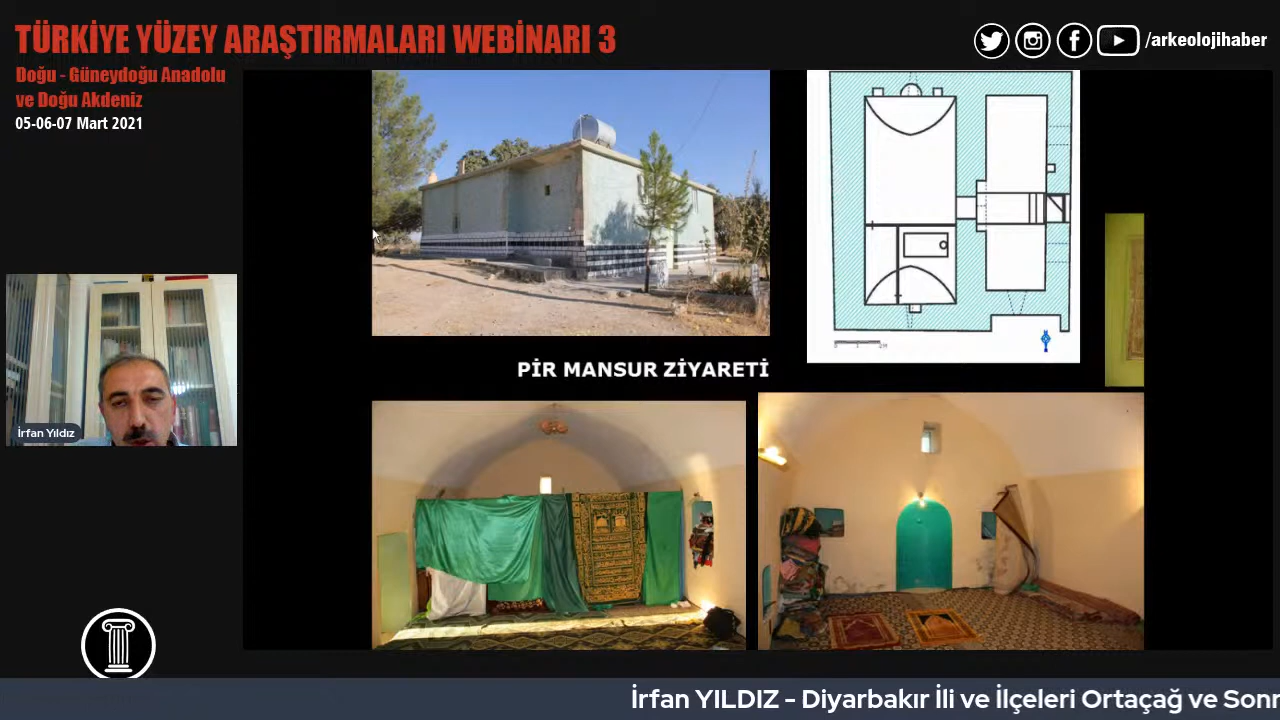 TÜRKİYE YÜZEY ARAŞTIRMALARI WEBİNARI 3
Doğu - Güneydoğu Anadolu
ve Doğu Akdeniz
05-06-07 Mart 2021
/arkeolojihaber
PİR MANSUR ZİYARETİ
İrfan Yıldız
İrfan YILDIZ - Diyarbakır İli ve İlçeleri Ortaçağ ve Sonr